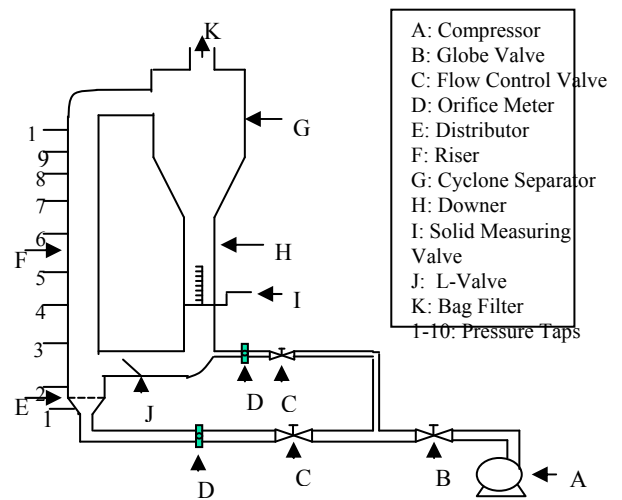 K
A: Compressor
B: Globe Valve
C: Flow Control Valve
D: Orifice Meter
E: Distributor
F: Riser
G: Cyclone Separator
H: Downer
I: Solid Measuring
Valve
J: L-Valve
K: Bag Filter
1-10: Pressure Taps
G
1
9
8
7
6
F
H
5
I
4
3
2
E
1
J
D
C
D
C
B
A